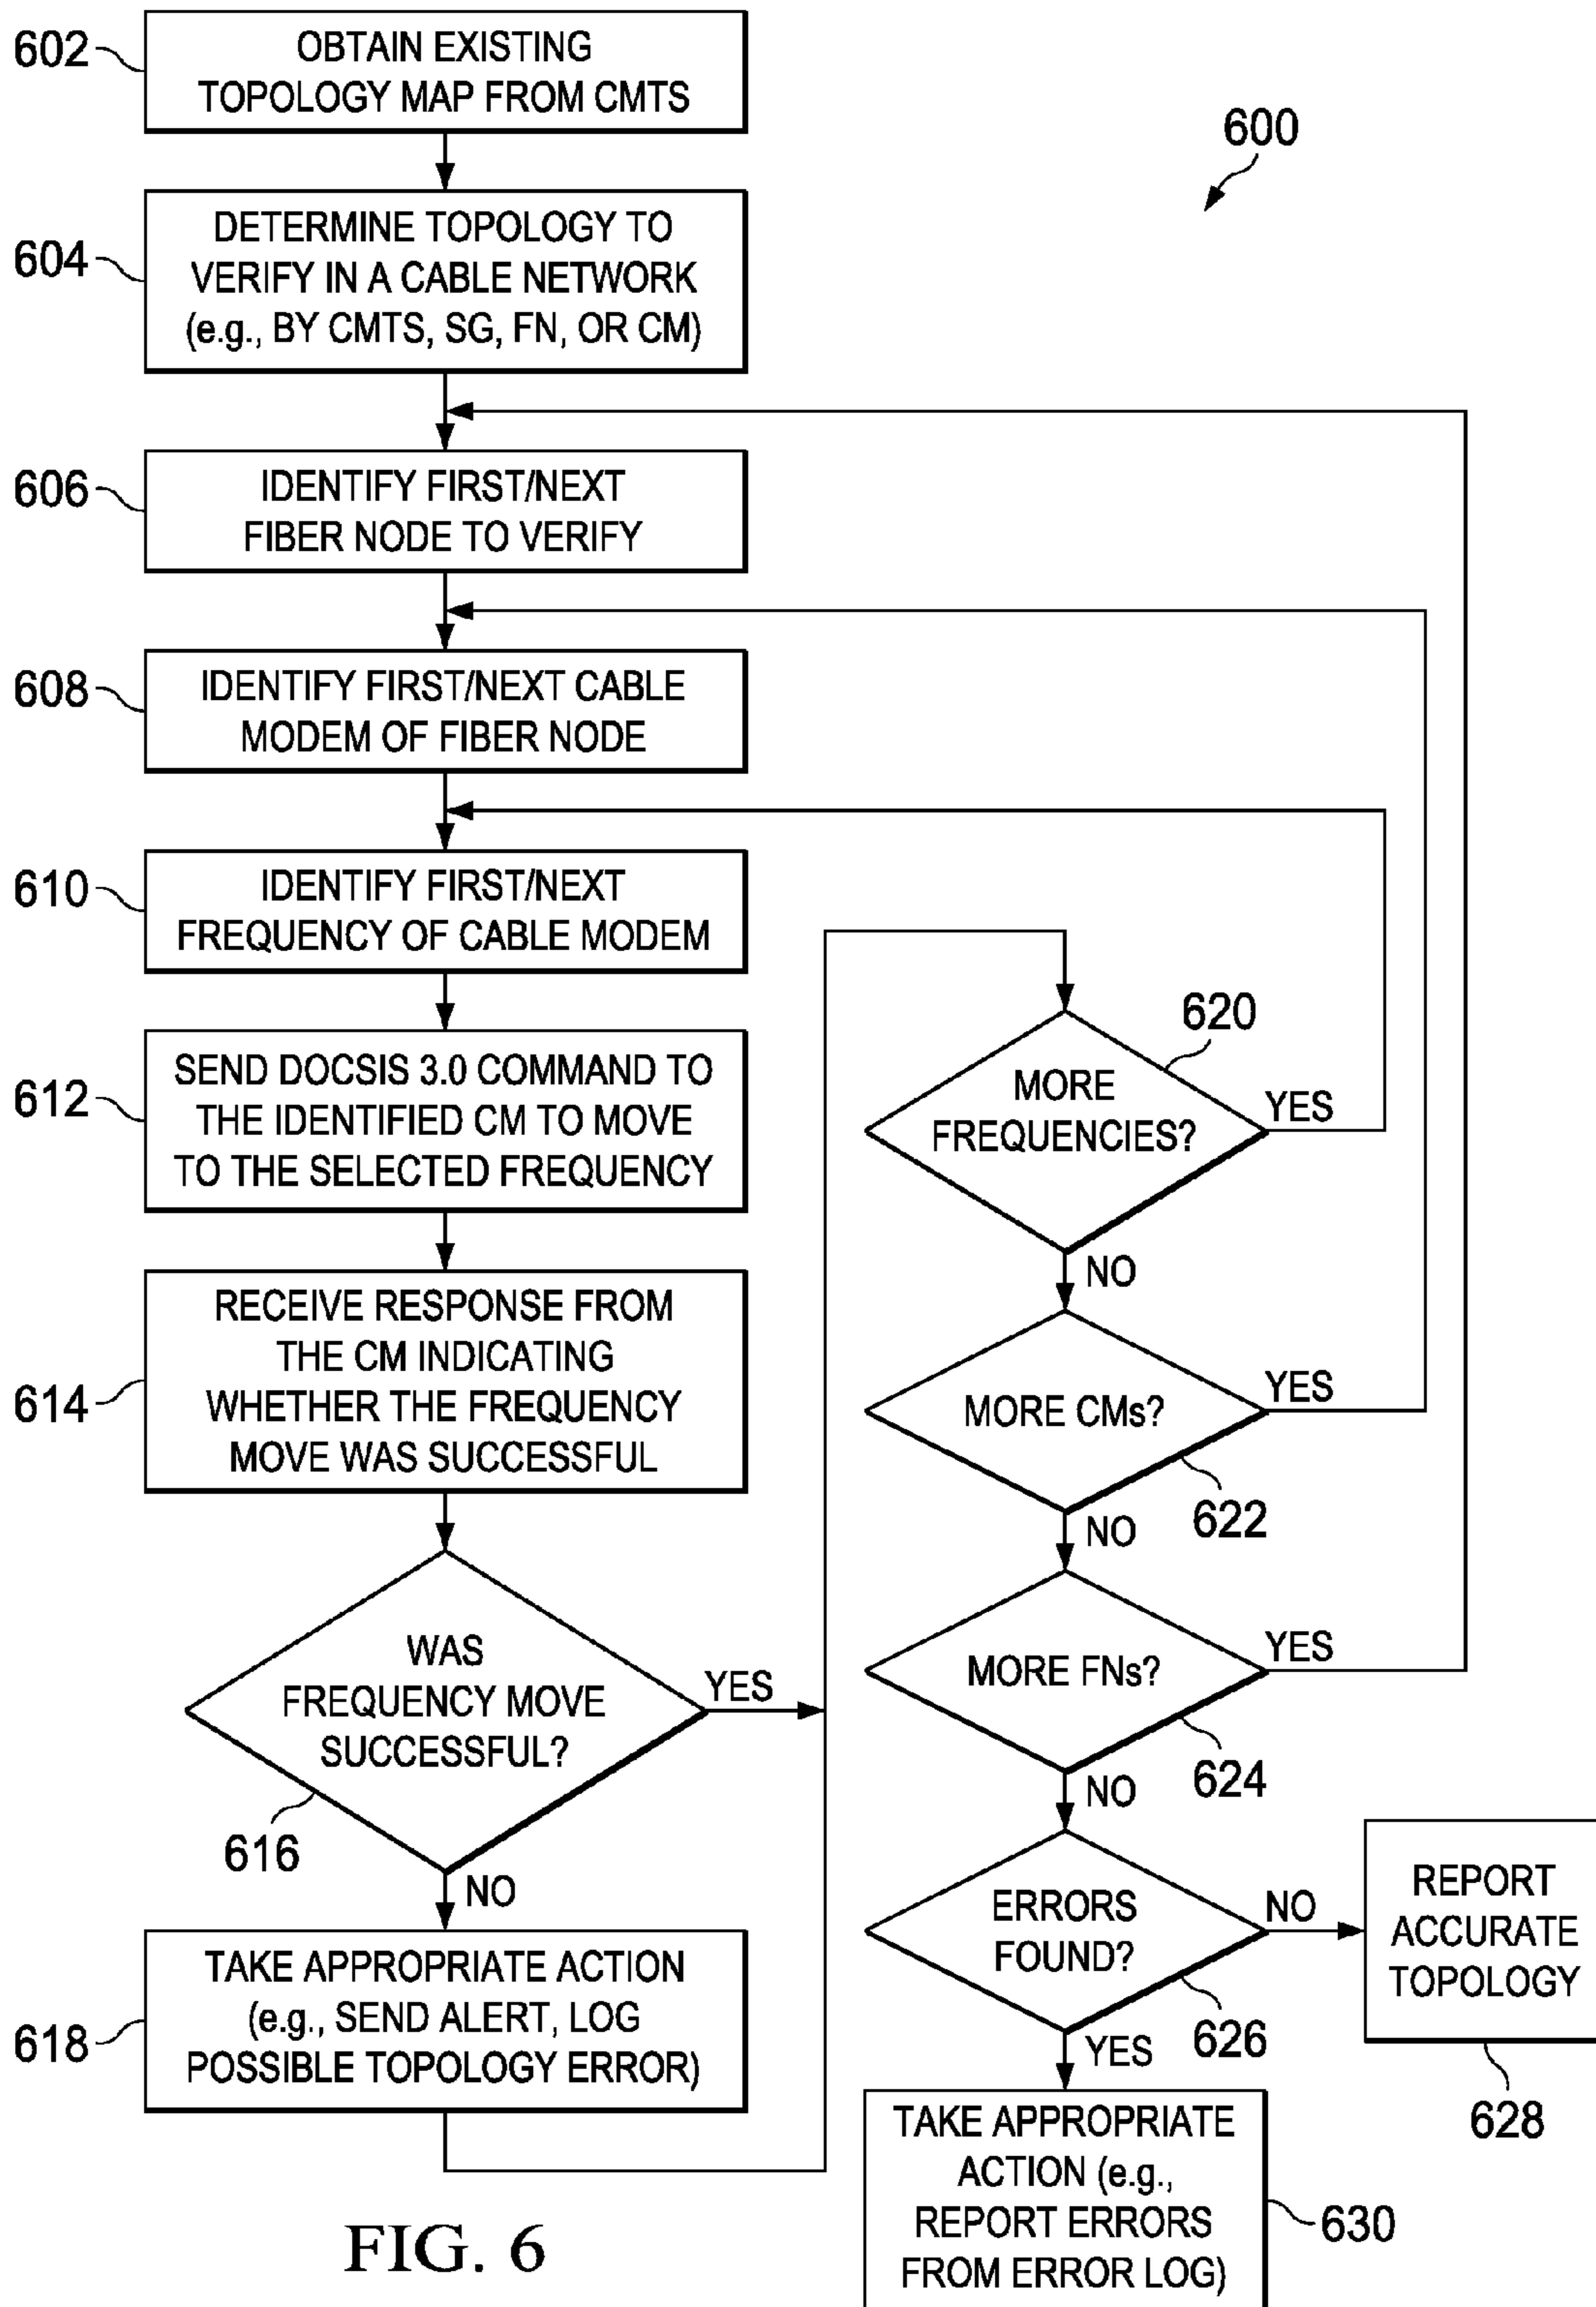 602
OBTAIN EXISTING
TOPOLOGY MAP FROM CMTS
600
604
DETERMINE TOPOLOGY TO
VERIFY IN A CABLE NETWORK
(e.g., BY CMTS, SG, FN, OR CM)
606
IDENTIFY FIRST/NEXT
FIBER NODE TO VERIFY
608
IDENTIFY FIRST/NEXT CABLE
MODEM OF FIBER NODE
610
IDENTIFY FIRST/NEXT
FREQUENCY OF CABLE MODEM
612
SEND DOCSIS 3.0 COMMAND TO
THE IDENTIFIED CM TO MOVE
TO THE SELECTED FREQUENCY
614
RECEIVE RESPONSE FROM
THE CM INDICATING
WHETHER THE FREQUENCY
MOVE WAS SUCCESSFUL
WAS
FREQUENCY MOVE
SUCCESSFUL?
YES
616
NO
618
TAKE APPROPRIATE ACTION
(e.g., SEND ALERT, LOG
POSSIBLE TOPOLOGY ERROR)
620
MORE
FREQUENCIES?
YES
NO
MORE CMs?
YES
622
NO
MORE FNs?
YES
624
NO
ERRORS
FOUND?
NO
626
YES
REPORT
ACCURATE
TOPOLOGY
628
TAKE APPROPRIATE
ACTION (e.g.,
REPORT ERRORS
FROM ERROR LOG)
630
FIG. 6